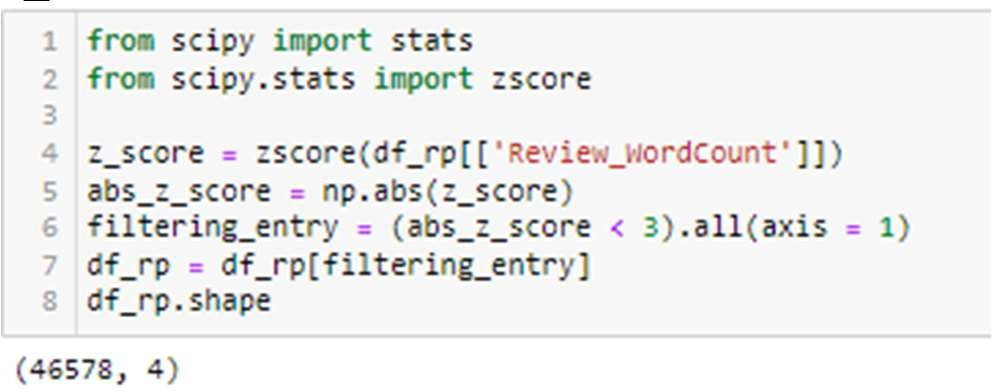 1 from scipy import stats
2 from scipy.stats import zscore
3
4 z_score = zscore(df_rp[['Review_WordCount']])
5 abs_z_score = np.abs(z_score)
6 filtering_entry = (abs_z_score < 3).all(axis = 1)
7 df_rp = df_rp[filtering_entry]
8 df_rp.shape
(46578, 4)